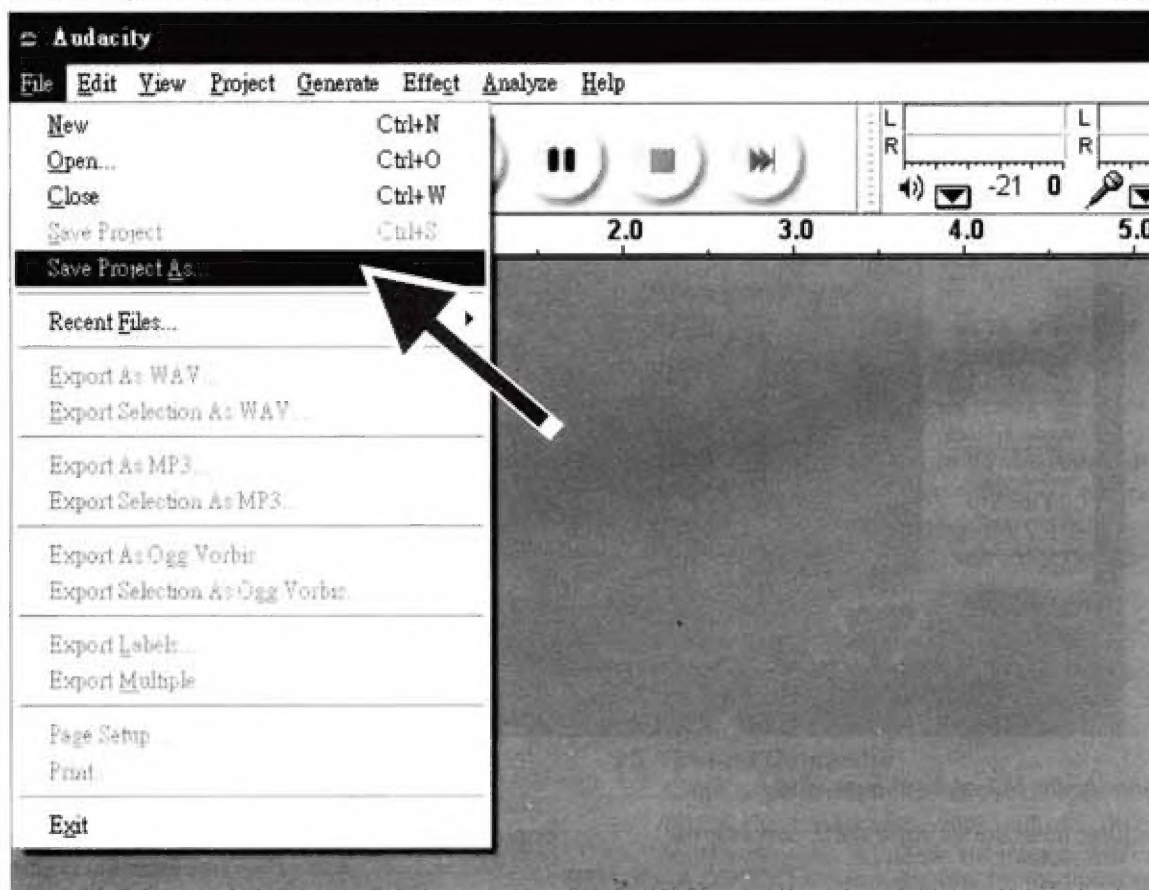 Audacity
File Edit View Project Generate Effect Analyze Help
New Ctrl+N
Open... Ctrl+O
Close Ctrl+W
Save Project Ctrl+S
Save Project As...
Recent Files...
Export As WAV...
Export Selection As WAV...
Export As MP3...
Export Selection As MP3...
Export As Ogg Vorbis
Export Selection As Ogg Vorbis
Export Labels...
Export Multiple
Page Setup...
Print
Exit
L L
R R
-21 0
2.0 3.0 4.0 5.0